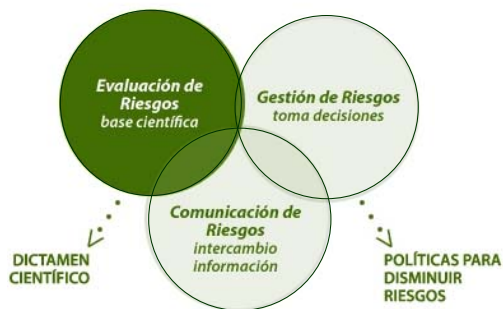 Evaluación de
Riesgos
base científica
Gestión de Riesgos
toma decisiones
Comunicación de
Riesgos
intercambio
información
DICTAMEN
CIENTÍFICO
POLÍTICAS PARA
DISMINUIR
RIESGOS